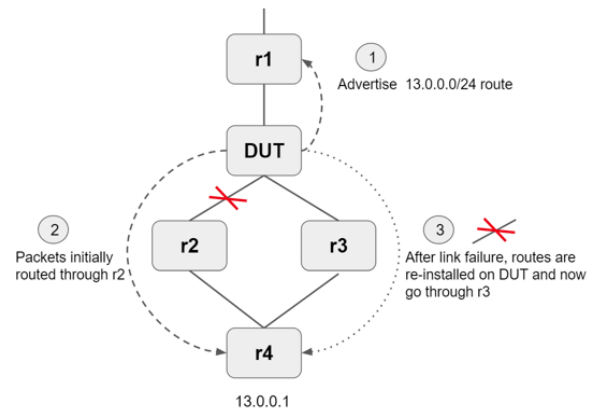 r1
1
Advertise 13.0.0.0/24 route
DUT
r2
r3
2
Packets initially
routed through r2
3
After link failure, routes are
re-installed on DUT and now
go through r3
r4
13.0.0.1